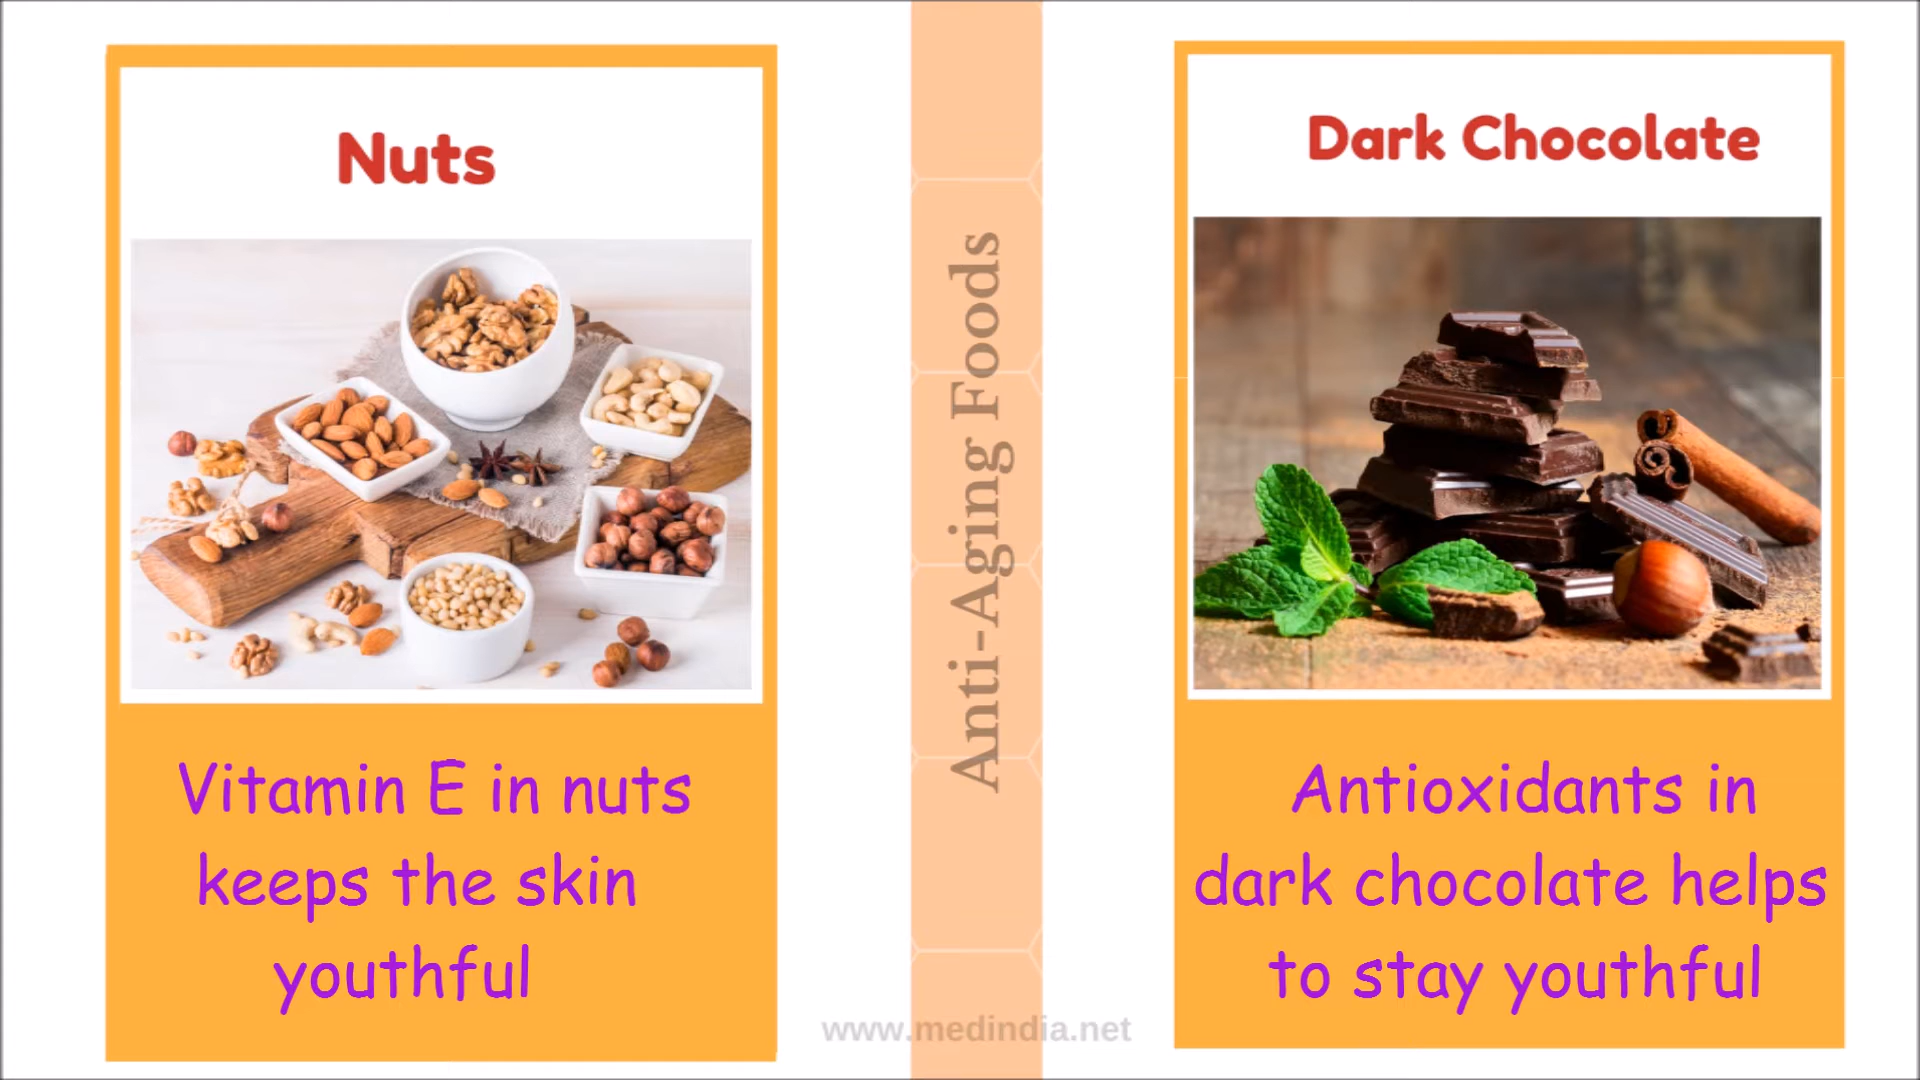 Nuts
Vitamin E in nuts
keeps the skin
youthful
Anti-Aging Foods
Dark Chocolate
Antioxidants in
dark chocolate helps
to stay youthful
www.medindia.net